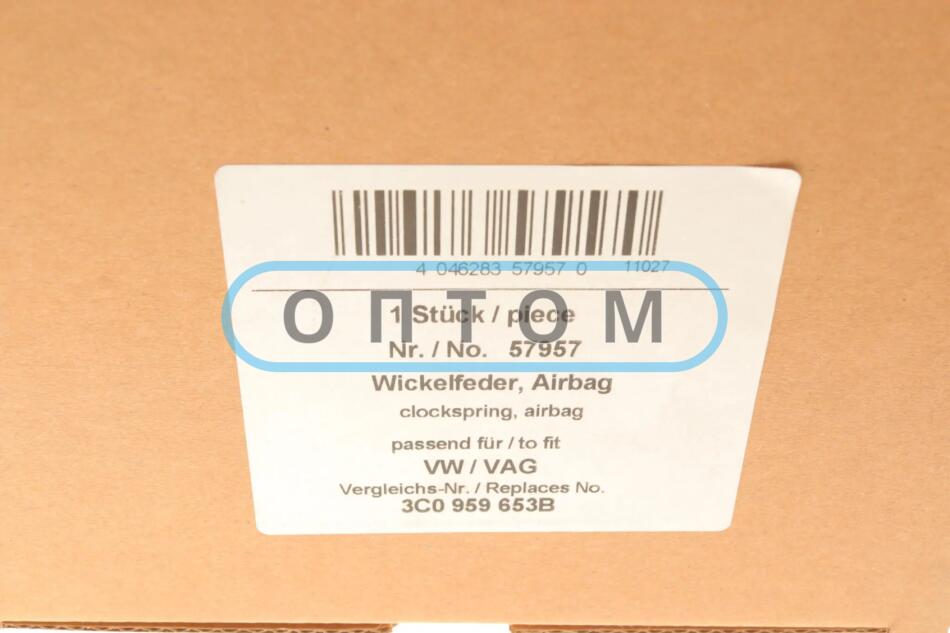 4 046283 57957 0 11027
1 Stück / piece
ОПТОМ
Nr. / No. 57957
Wickelfeder, Airbag
clockspring, airbag
passend für / to fit
VW / VAG
Vergleichs-Nr. / Replaces No.
3C0 959 653B